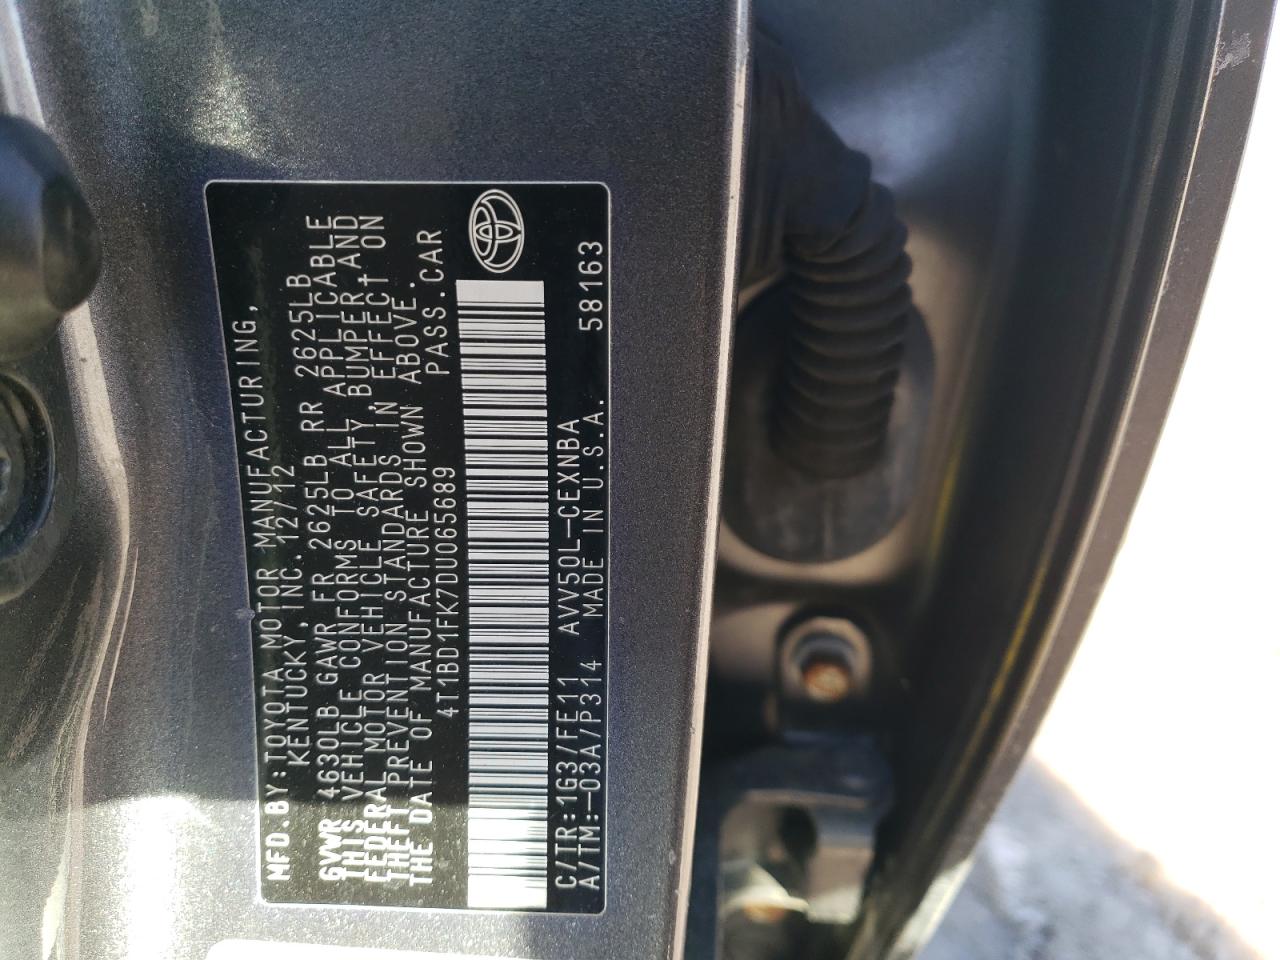 MFD.BY:TOYOTA MOTOR MANUFACTURING,
KENTUCKY,INC. 12/12
GVWR 4630LB GAWR FR 2625LB RR 2625LB
THIS VEHICLE CONFORMS TO ALL APPLICABLE
FEDERAL MOTOR VEHICLE SAFETY,BUMPER,AND
THEFT PREVENTION STANDARDS IN EFFECT ON
THE DATE OF MANUFACTURE SHOWN ABOVE.
4T1BD1FK7DU065689 PASS.CAR
C/TR:1G3/FE11 AVV50L-CEXNBA 58163
A/TM:-03A/P314 MADE IN U.S.A.